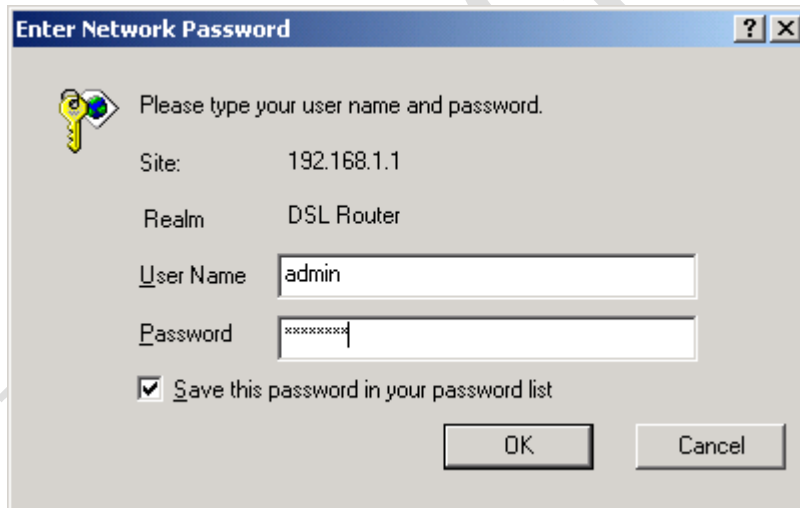 Enter Network Password
Please type your user name and password.
Site: 192.168.1.1
Realm DSL Router
User Name admin
Password ********
Save this password in your password list
OK Cancel